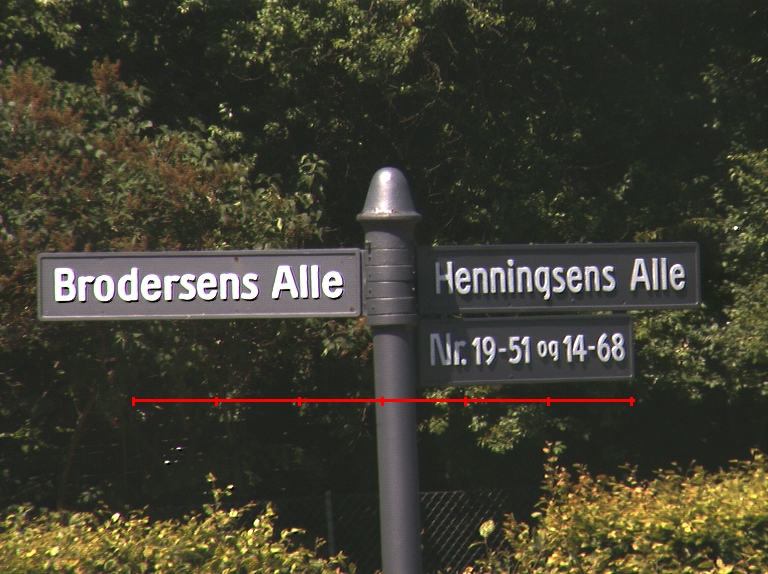 Brodersens Alle
Henningsens Alle
Nr. 19-51 og 14-68